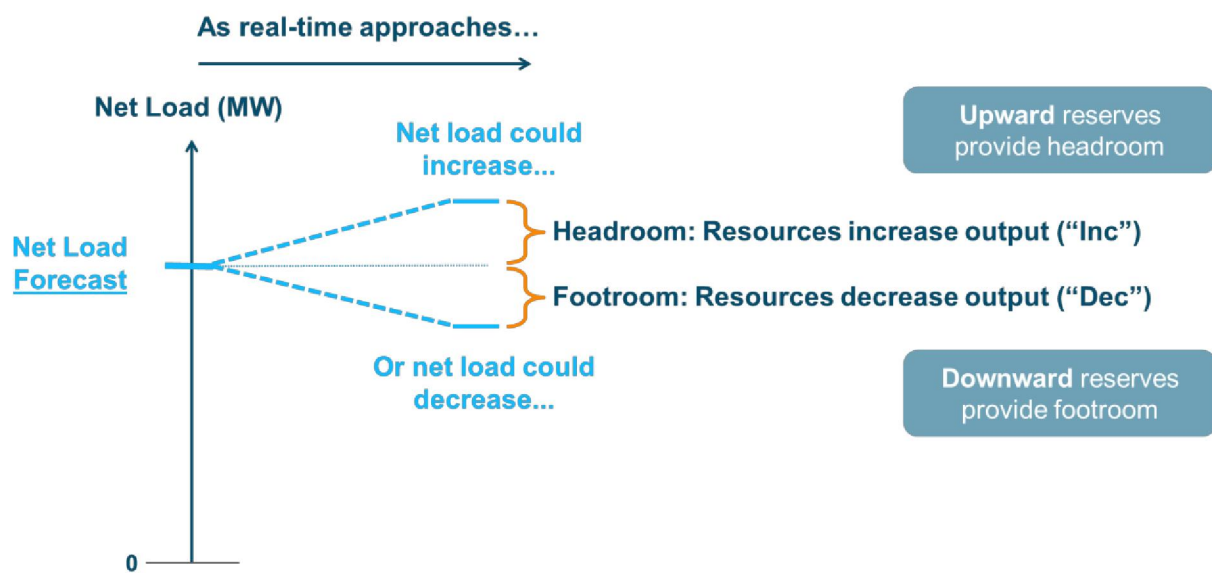 As real-time approaches…
Net Load (MW)
Net load could
increase...
Upward reserves
provide headroom
Headroom: Resources increase output (“Inc”)
Net Load
Forecast
Footroom: Resources decrease output (“Dec”)
Or net load could
decrease...
Downward reserves
provide footroom
0